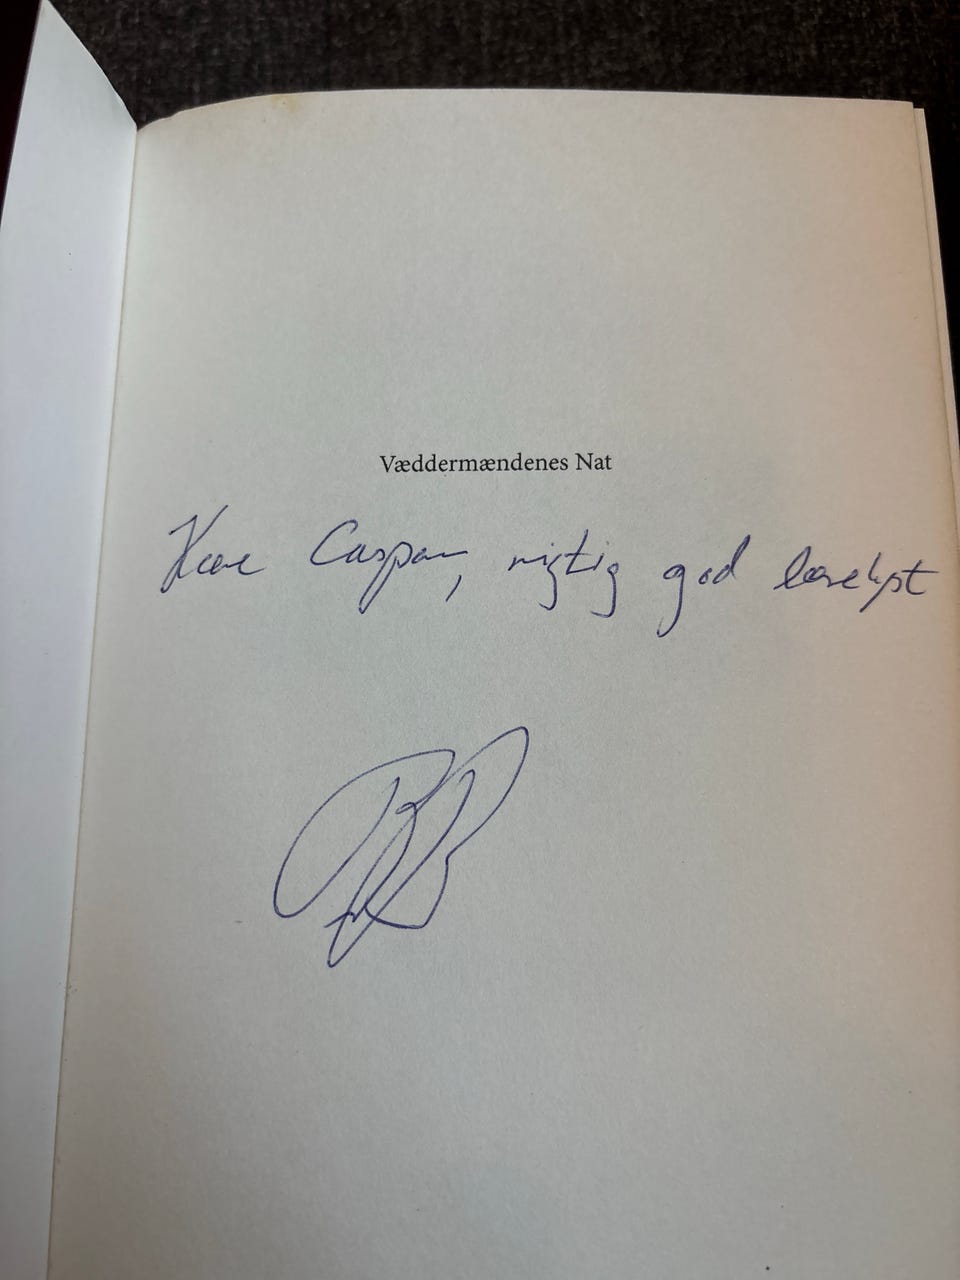 Væddermændenes Nat
Kære Caspar, rigtig god læselyst